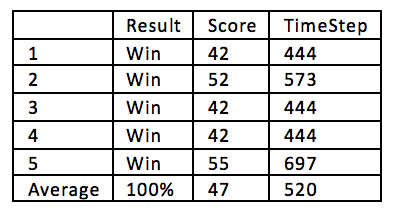 Result Score TimeStep
1 Win 42 444
2 Win 52 573
3 Win 42 444
4 Win 42 444
5 Win 55 697
Average 100% 47 520